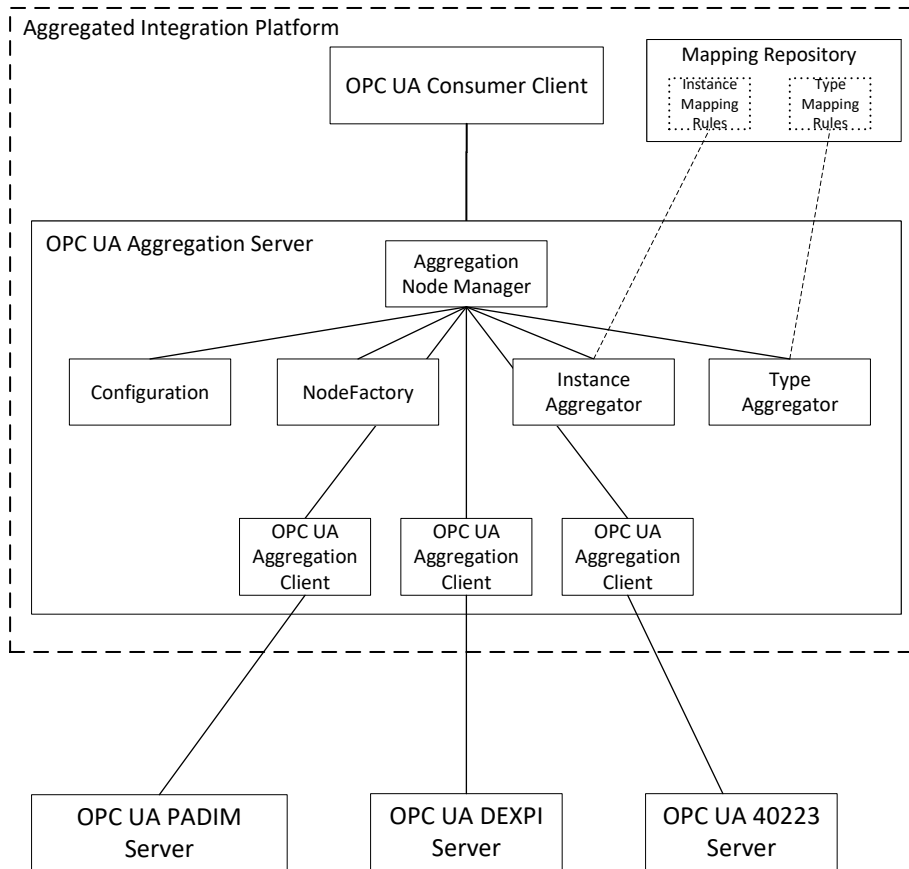 Aggregated Integration Platform
OPC UA Consumer Client
Mapping Repository
Instance
Mapping
Rules
Type
Mapping
Rules
OPC UA Aggregation Server
Aggregation
Node Manager
Configuration
NodeFactory
Instance
Aggregator
Type
Aggregator
OPC UA
Aggregation
Client
OPC UA
Aggregation
Client
OPC UA
Aggregation
Client
OPC UA PADIM
Server
OPC UA DEXPI
Server
OPC UA 40223
Server